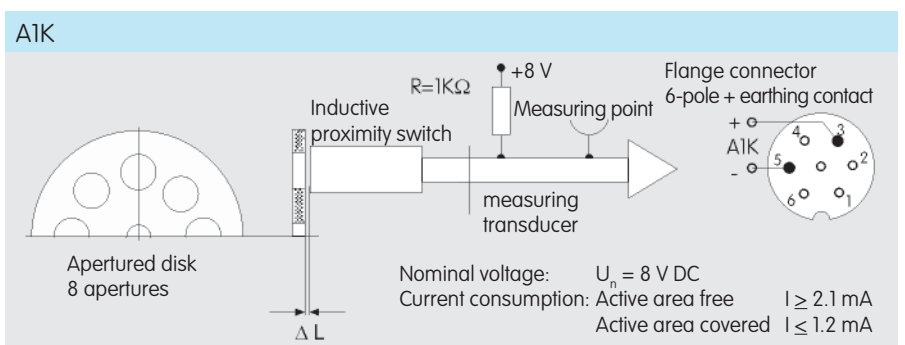 A1K
+8 V
R=1KΩ
Inductive
proximity switch
Measuring point
Flange connector
6-pole + earthing contact
+
A1K
-
4
3
5
2
6
1
measuring
transducer
Apertured disk
8 apertures
Δ L
Nominal voltage: Un = 8 V DC
Current consumption: Active area free I ≥ 2.1 mA
Active area covered I ≤ 1.2 mA